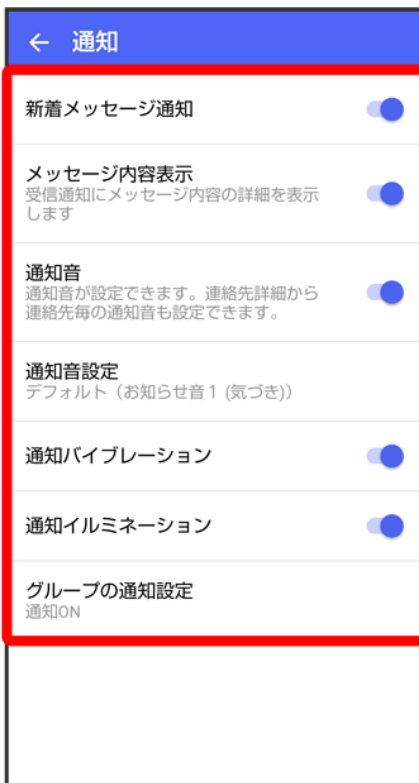 ← 通知
新着メッセージ通知
メッセージ内容表示
受信通知にメッセージ内容の詳細を表示
します
通知音
通知音が設定できます。連絡先詳細から
連絡先毎の通知音も設定できます。
通知音設定
デフォルト（お知らせ音１ (気づき)）
通知バイブレーション
通知イルミネーション
グループの通知設定
通知ON